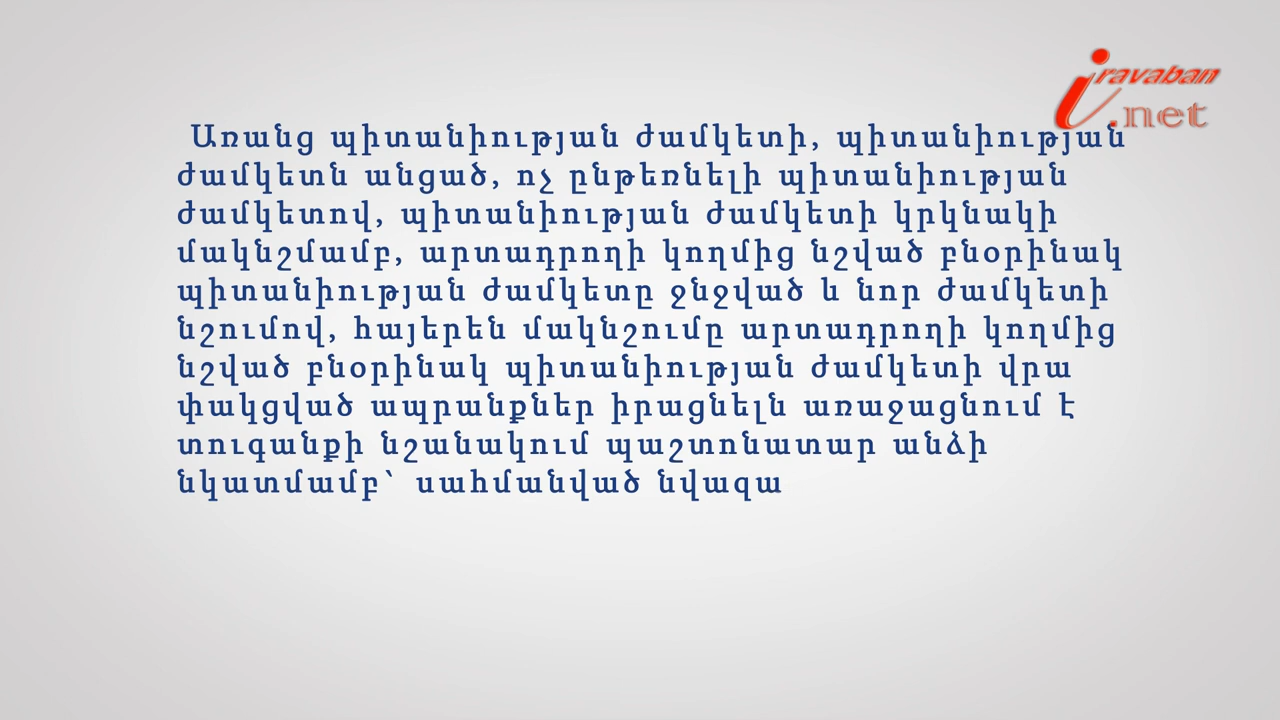 iravaban
.net
Առանց պիտանիության ժամկետի, պիտանիության
ժամկետն անցած, ոչ ընթեռնելի պիտանիության
ժամկետով, պիտանիության ժամկետի կրկնակի
մակնշմամբ, արտադրողի կողմից նշված բնօրինակ
պիտանիության ժամկետը ջնջված և նոր ժամկետի
նշումով, հայերեն մակնշումը արտադրողի կողմից
նշված բնօրինակ պիտանիության ժամկետի վրա
փակցված ապրանքներ իրացնելն առաջացնում է
տուգանքի նշանակում պաշտոնատար անձի
նկատմամբ՝ սահմանված նվազա